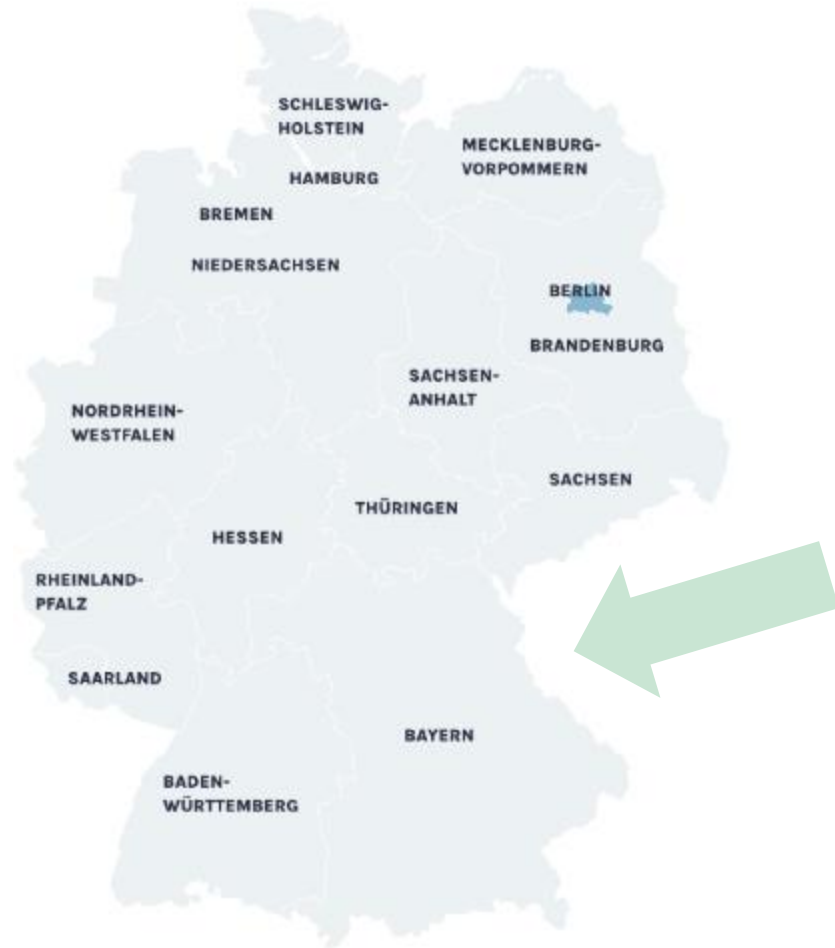 SCHLESWIG-
HOLSTEIN
MECKLENBURG-
VORPOMMERN
HAMBURG
BREMEN
NIEDERSACHSEN
BERLIN
BRANDENBURG
SACHSEN-
ANHALT
NORDRHEIN-
WESTFALEN
SACHSEN
THÜRINGEN
HESSEN
RHEINLAND-
PFALZ
SAARLAND
BAYERN
BADEN-
WÜRTTEMBERG